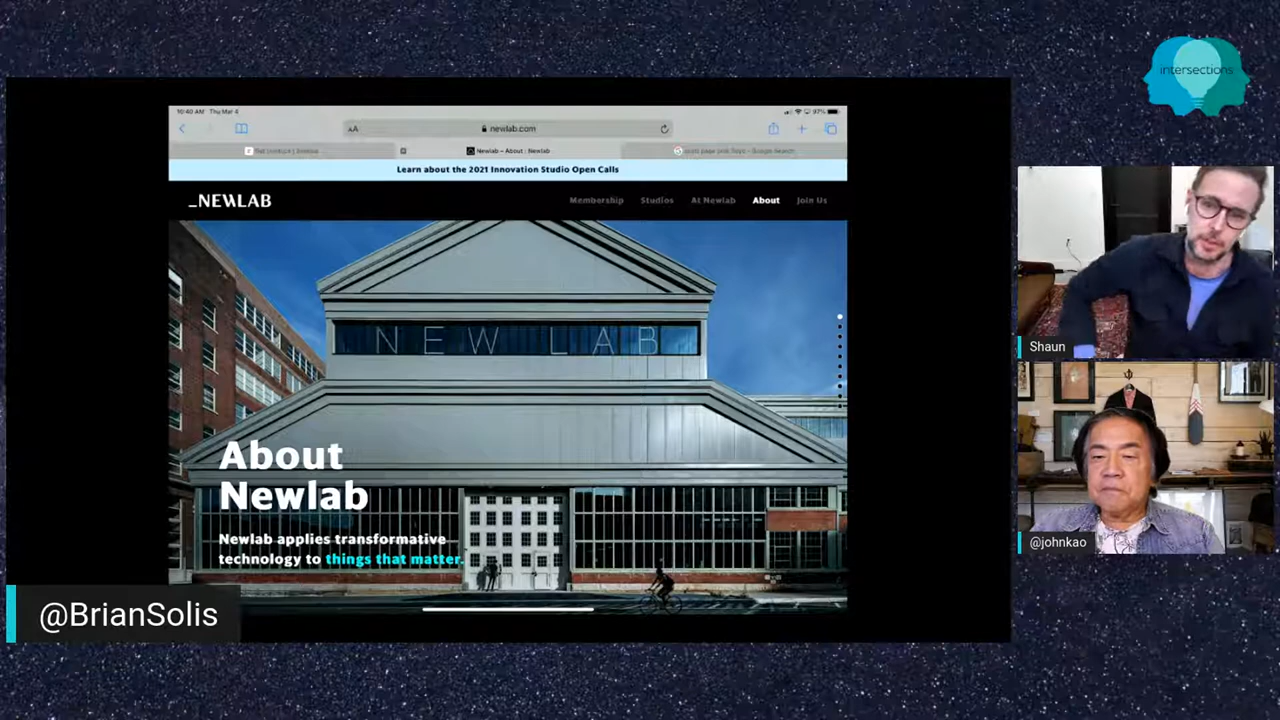 intersections
10:40 AM Thu Mar 4
97%
AA
newlab.com
Newlab – About : Newlab
Learn about the 2021 Innovation Studio Open Calls
_NEWLAB
Membership
Studios
At Newlab
About
Join Us
NEW LAB
About
Newlab
Newlab applies transformative
technology to things that matter.
@BrianSolis
Shaun
@johnkao